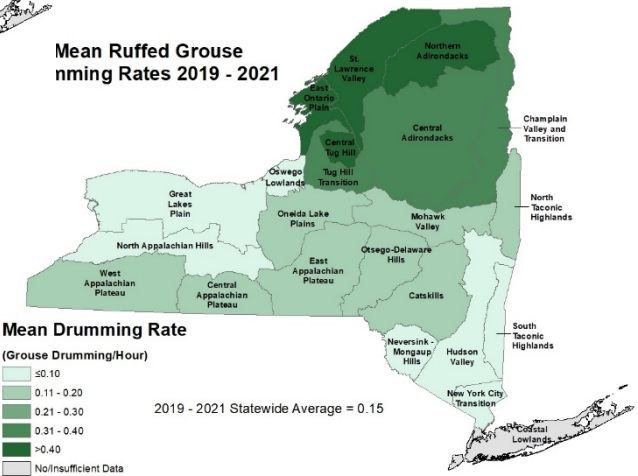 Mean Ruffed Grouse
mming Rates 2019 - 2021
Northern
Adirondacks
St.
Lawrence
Valley
East
Ontario
Plain
Central
Adirondacks
Champlain
Valley and
Transition
Central
Tug Hill
Tug Hill
Transition
Oswego
Lowlands
Great
Lakes
Plain
North
Taconic
Highlands
Oneida Lake
Plains
Mohawk
Valley
North Appalachian Hills
Otsego-Delaware
Hills
East
Appalachian
Plateau
West
Appalachian
Plateau
Central
Appalachian
Plateau
Catskills
South
Taconic
Highlands
Neversink -
Mongaup
Hills
Hudson
Valley
New York City
Transition
Coastal
Lowlands
Mean Drumming Rate
(Grouse Drumming/Hour)
≤0.10
0.11 - 0.20
0.21 - 0.30
0.31 - 0.40
>0.40
No/Insufficient Data
2019 - 2021 Statewide Average = 0.15